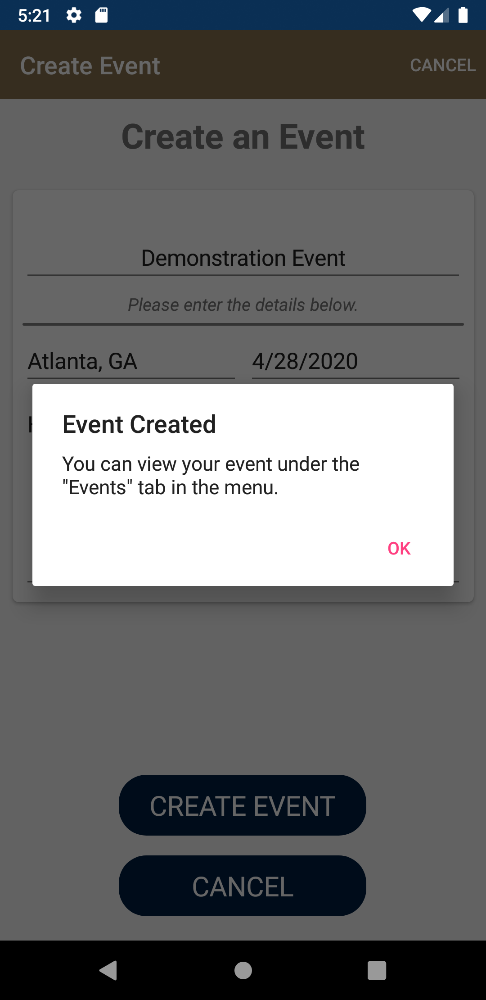 5:21
Create Event
CANCEL
Create an Event
Demonstration Event
Please enter the details below.
Atlanta, GA
4/28/2020
Event Created
You can view your event under the
"Events" tab in the menu.
OK
CREATE EVENT
CANCEL